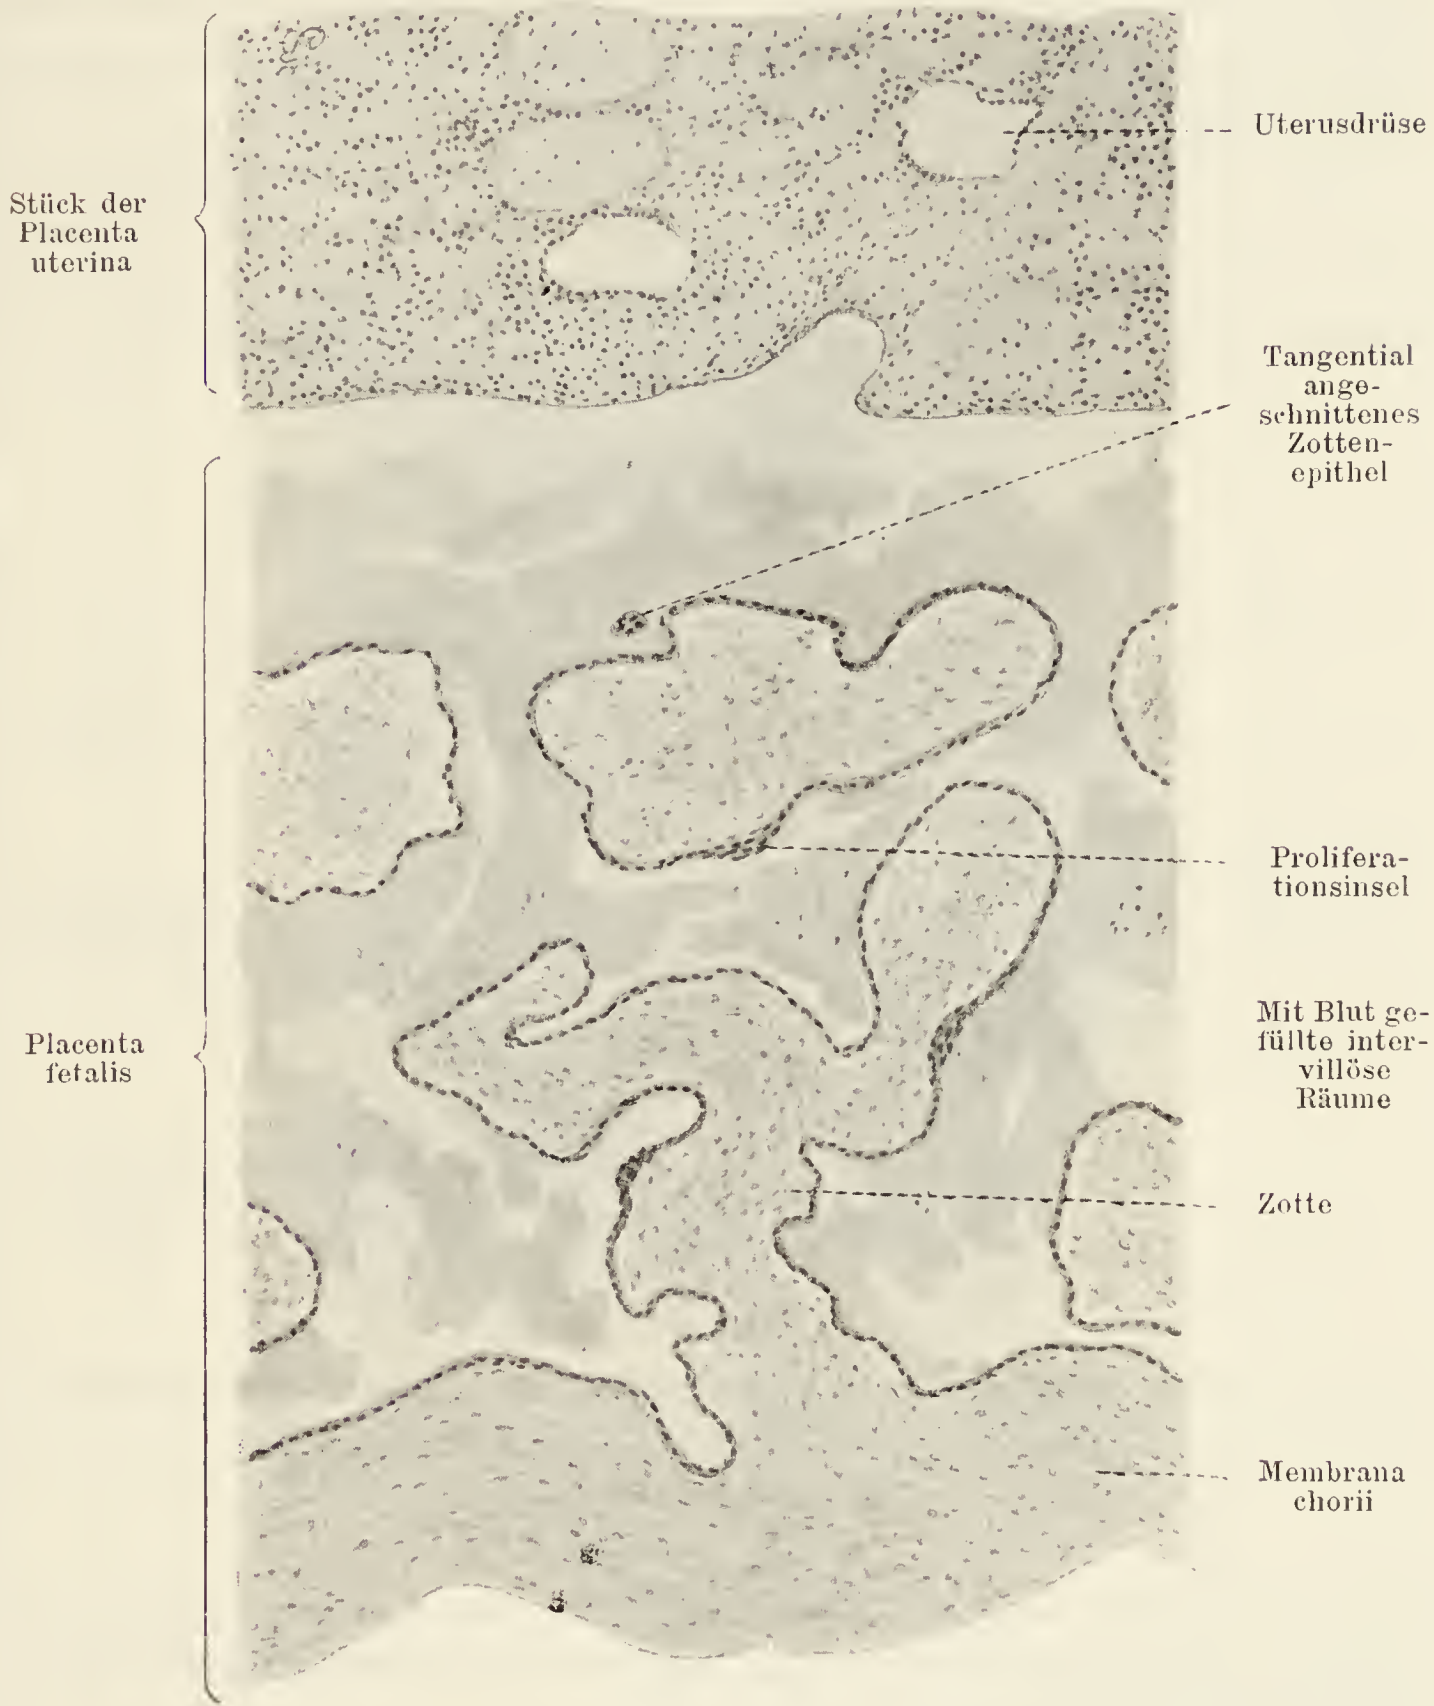 Stück der
Placenta
uterina
Placenta
fetalis
Uterusdrüse
Tangential
ange-
schnittenes
Zotten-
epithel
Prolifera-
tionsinsel
Mit Blut ge-
füllte inter-
villöse
Räume
Zotte
Membrana
chorii